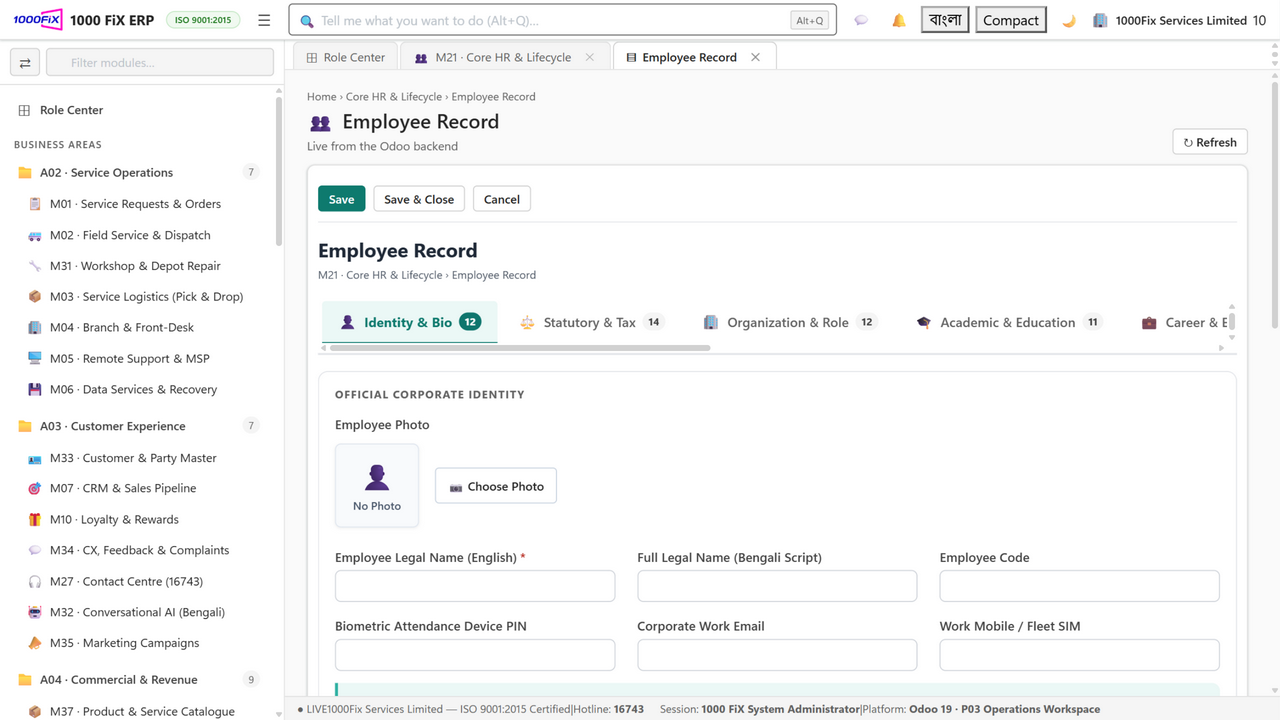 1000FiX 1000 FiX ERP ISO 9001:2015 ☰ Tell me what you want to do (Alt+Q)... Alt+Q বাংলা Compact 1000Fix Services Limited 10
Filter modules...
Role Center
BUSINESS AREAS
A02 · Service Operations 7
M01 · Service Requests & Orders
M02 · Field Service & Dispatch
M31 · Workshop & Depot Repair
M03 · Service Logistics (Pick & Drop)
M04 · Branch & Front-Desk
M05 · Remote Support & MSP
M06 · Data Services & Recovery
A03 · Customer Experience 7
M33 · Customer & Party Master
M07 · CRM & Sales Pipeline
M10 · Loyalty & Rewards
M34 · CX, Feedback & Complaints
M27 · Contact Centre (16743)
M32 · Conversational AI (Bengali)
M35 · Marketing Campaigns
A04 · Commercial & Revenue 9
M37 · Product & Service Catalogue
Role Center M21 · Core HR & Lifecycle Employee Record
Home › Core HR & Lifecycle › Employee Record
Employee Record
Live from the Odoo backend
↻ Refresh
Save Save & Close Cancel
Employee Record
M21 · Core HR & Lifecycle › Employee Record
Identity & Bio 12 Statutory & Tax 14 Organization & Role 12 Academic & Education 11 Career & E
OFFICIAL CORPORATE IDENTITY
Employee Photo
No Photo
Choose Photo
Employee Legal Name (English) * Full Legal Name (Bengali Script) Employee Code
Biometric Attendance Device PIN Corporate Work Email Work Mobile / Fleet SIM
● LIVE1000Fix Services Limited — ISO 9001:2015 Certified|Hotline: 16743 Session: 1000 FiX System Administrator|Platform: Odoo 19 · P03 Operations Workspace